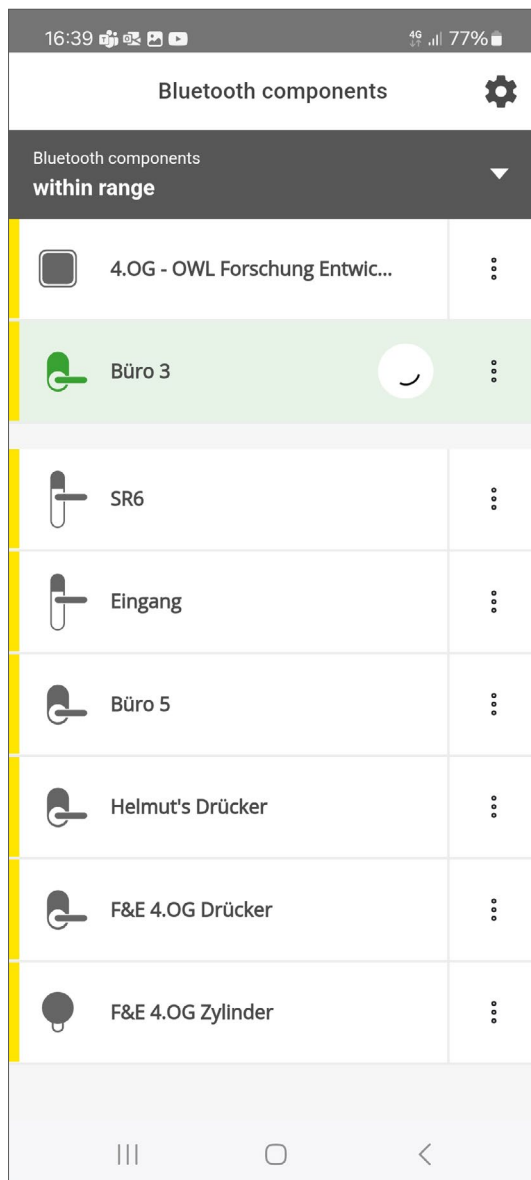 16:39 4G 77%
Bluetooth components
Bluetooth components
within range
4.OG - OWL Forschung Entwic...
Büro 3
SR6
Eingang
Büro 5
Helmut's Drücker
F&E 4.OG Drücker
F&E 4.OG Zylinder